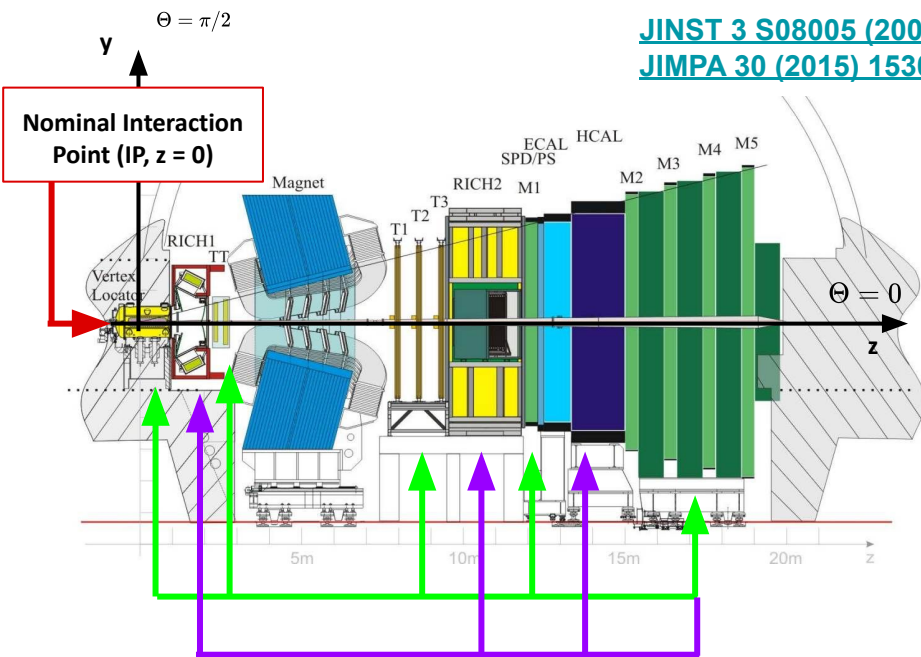 Θ = π/2
JINST 3 S08005 (200
JIMPA 30 (2015) 1530
y
Nominal Interaction
Point (IP, z = 0)
HCAL
ECAL
SPD/PS
M5
M4
M3
M2
M1
Magnet
RICH2
T3
T2
T1
RICH1
TT
Vertex
Locator
Θ = 0
z
5m
10m
15m
20m
z